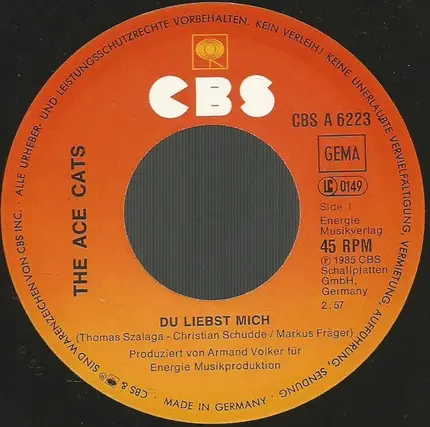 ALLE URHEBER- UND LEISTUNGSSCHUTZRECHTE VORBEHALTEN. KEIN VERLEIH! KEINE UNERLAUBTE VERVIELFÄLTIGUNG, VERMIETUNG, AUFFÜHRUNG, SENDUNG
CBS
CBS A 6223
GEMA
LC 0149
THE ACE CATS
Side 1
Energie
Musikverlag
45 RPM
Ⓟ 1985 CBS
Schallplatten
GmbH,
Germany
2:57
DU LIEBST MICH
(Thomas Szalaga - Christian Schudde / Markus Fräger)
Produziert von Armand Volker für
Energie Musikproduktion
CBS & SIND WARENZEICHEN VON CBS INC. ·
MADE IN GERMANY ·